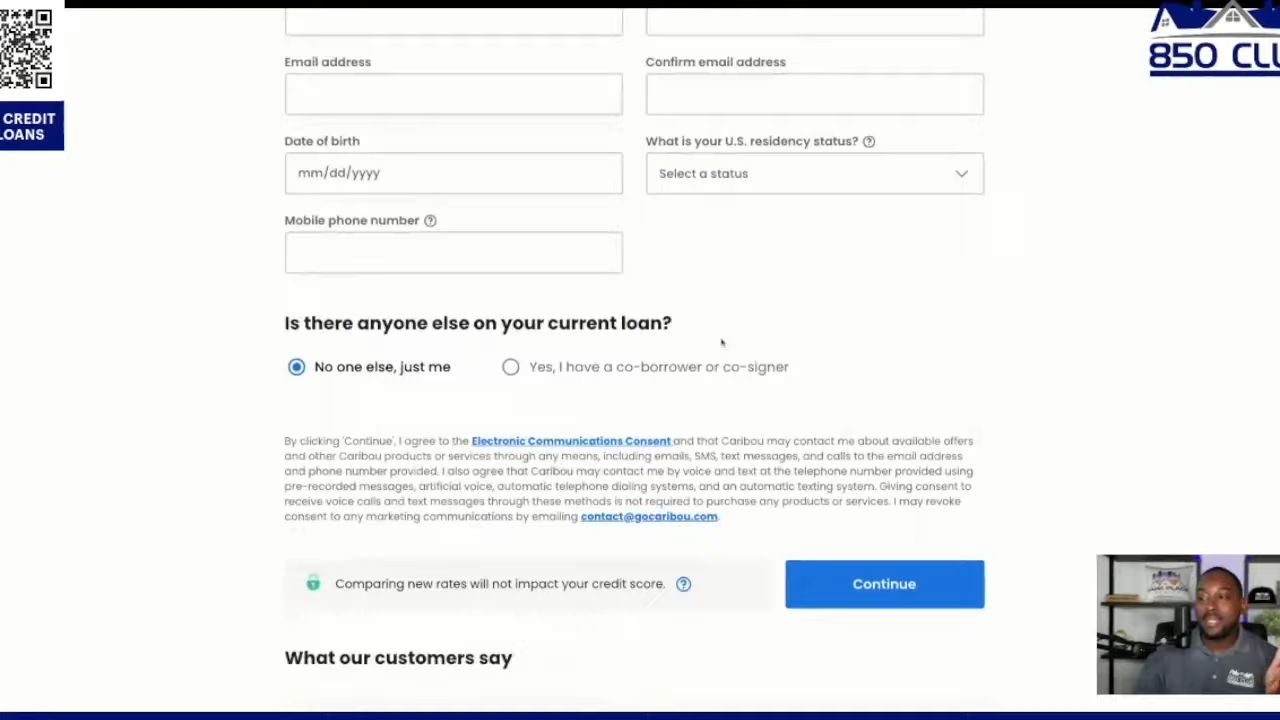 850 CLU
CREDIT
LOANS
Email address
Confirm email address
Date of birth
What is your U.S. residency status?
mm/dd/yyyy
Select a status
Mobile phone number
Is there anyone else on your current loan?
No one else, just me
Yes, I have a co-borrower or co-signer
By clicking 'Continue', I agree to the Electronic Communications Consent and that Caribou may contact me about available offers
and other Caribou products or services through any means, including emails, SMS, text messages, and calls to the email address
and phone number provided. I also agree that Caribou may contact me by voice and text at the telephone number provided using
pre-recorded messages, artificial voice, automatic telephone dialing systems, and an automatic texting system. Giving consent to
receive voice calls and text messages through these methods is not required to purchase any products or services. I may revoke
consent to any marketing communications by emailing contact@gocaribou.com.
Comparing new rates will not impact your credit score.
Continue
What our customers say